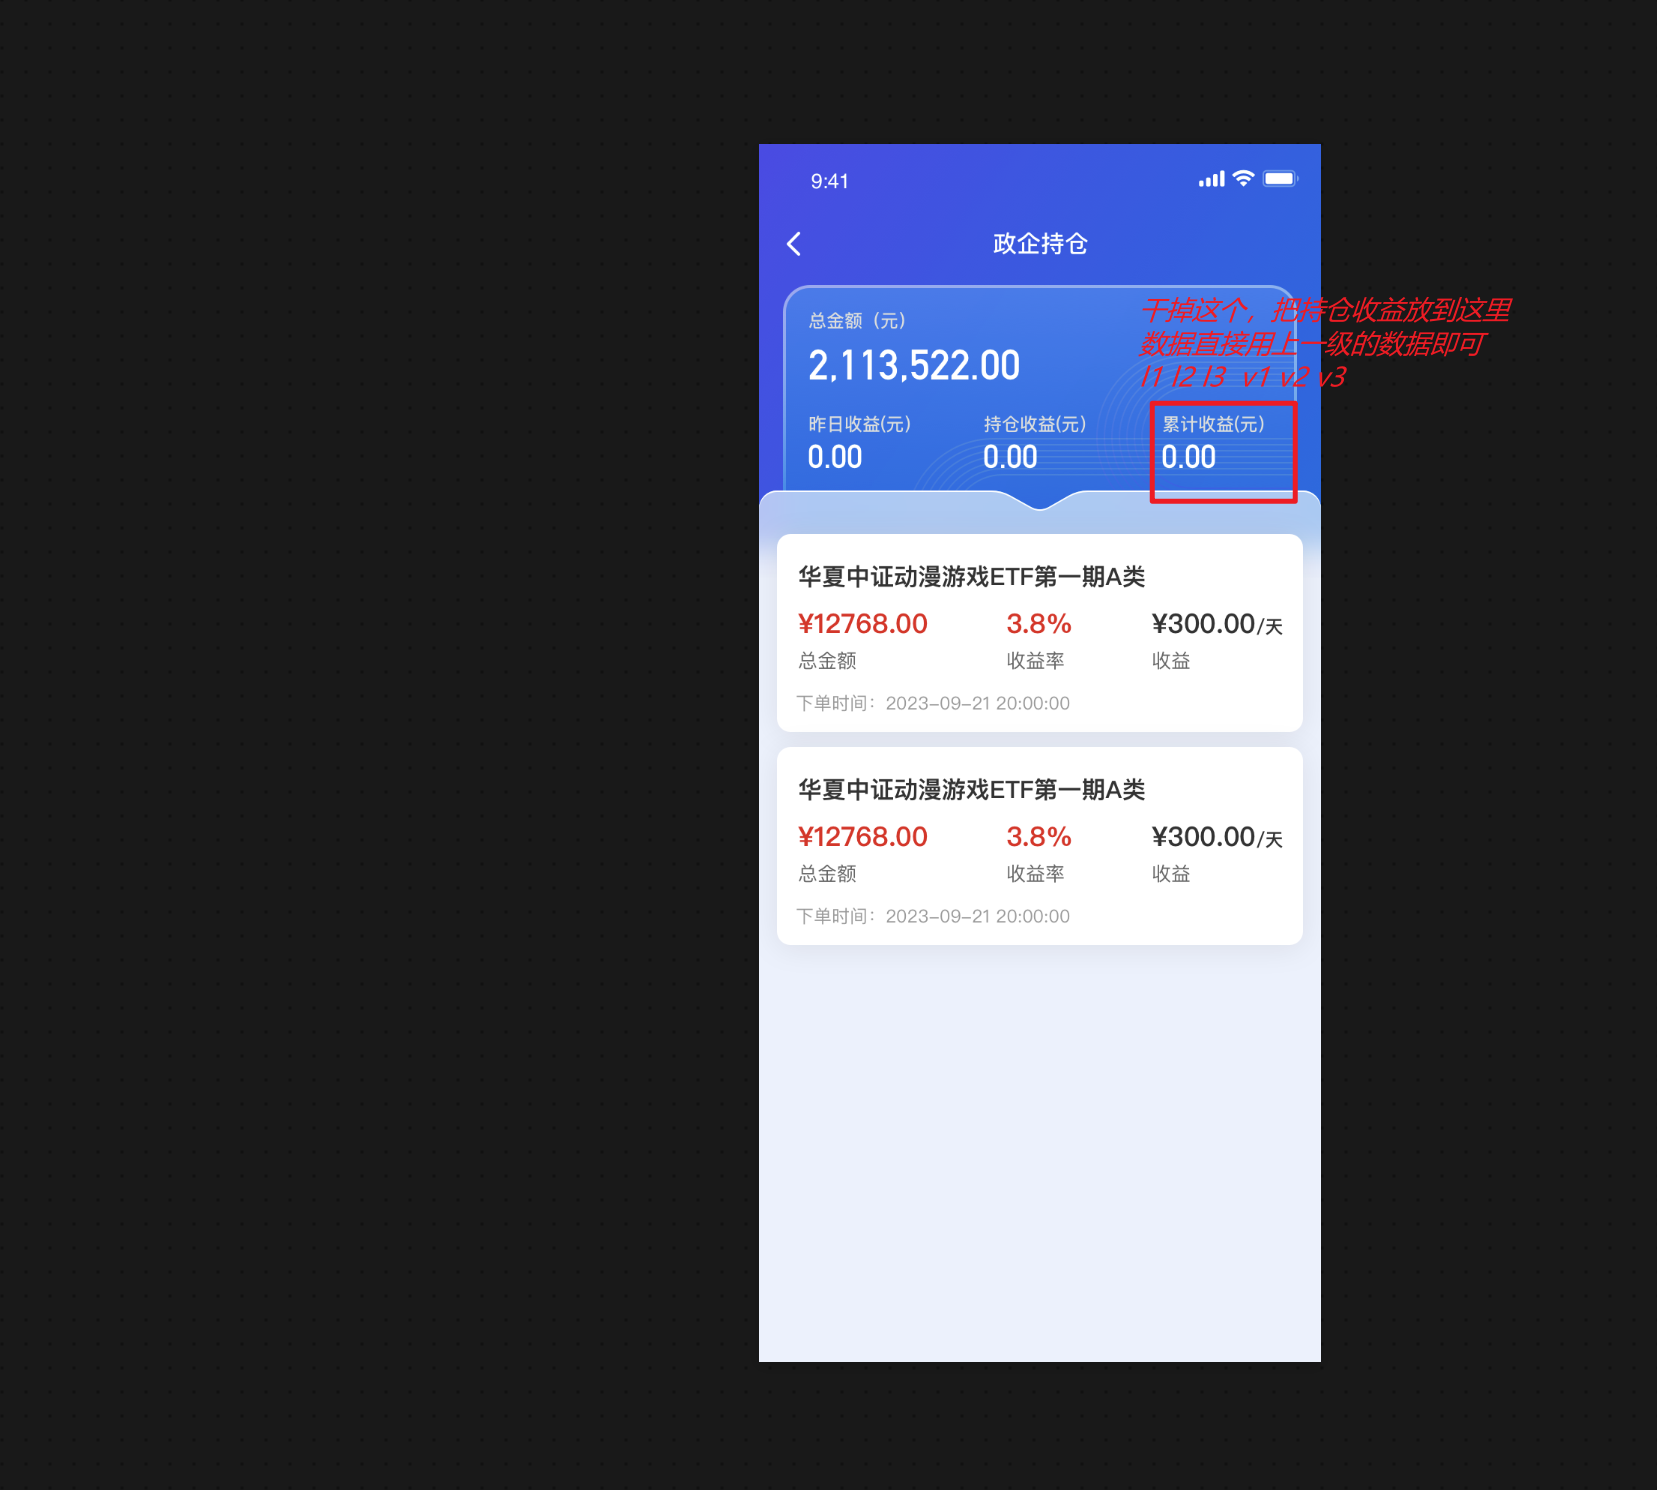 9:41
政企持仓
干掉这个，把持仓收益放到这里
数据直接用上一级的数据即可
l1 l2 l3 v1 v2 v3
总金额（元）
2,113,522.00
昨日收益(元) 持仓收益(元) 累计收益(元)
0.00 0.00 0.00
华夏中证动漫游戏ETF第一期A类
¥12768.00 3.8% ¥300.00/天
总金额 收益率 收益
下单时间：2023-09-21 20:00:00
华夏中证动漫游戏ETF第一期A类
¥12768.00 3.8% ¥300.00/天
总金额 收益率 收益
下单时间：2023-09-21 20:00:00